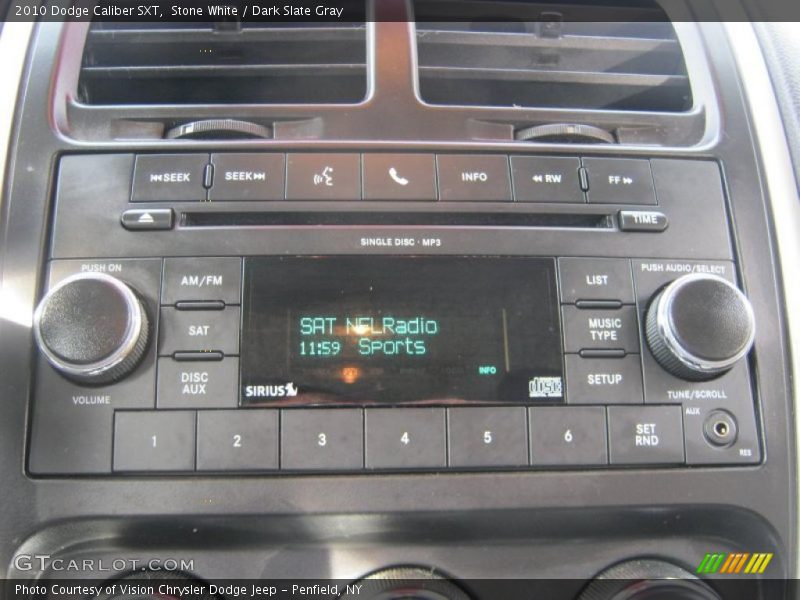 2010 Dodge Caliber SXT, Stone White / Dark Slate Gray
SEEK
SEEK
INFO
RW
FF
TIME
SINGLE DISC · MP3
PUSH ON
AM/FM
LIST
PUSH AUDIO/SELECT
SAT
MUSIC
TYPE
SAT NFLRadio
11:59 Sports
INFO
DISC
AUX
SETUP
SIRIUS
disc
VOLUME
TUNE/SCROLL
AUX
1
2
3
4
5
6
SET
RND
RES
GTCARLOT.COM
Photo Courtesy of Vision Chrysler Dodge Jeep – Penfield, NY